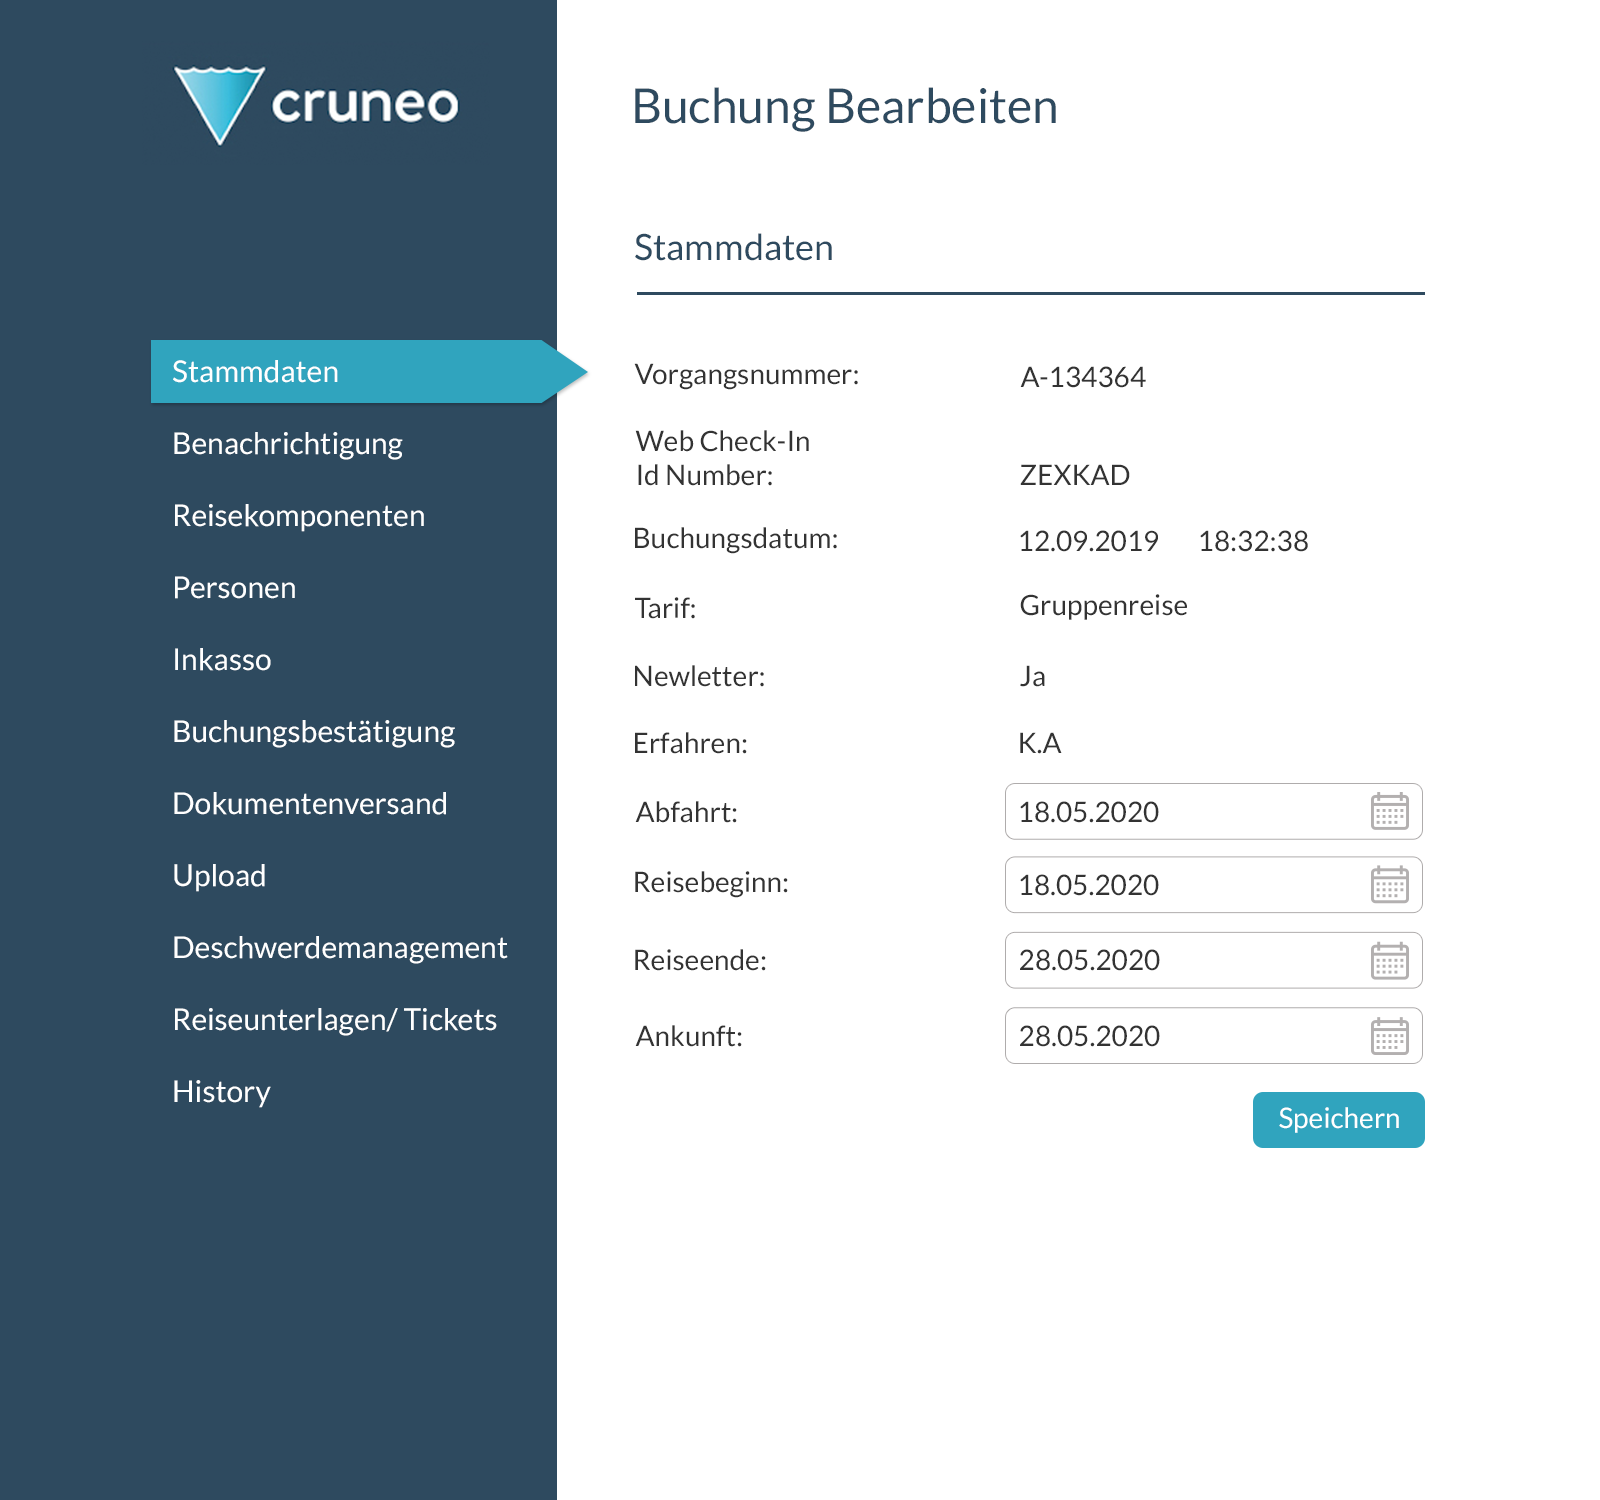 cruneo
Stammdaten
Benachrichtigung
Reisekomponenten
Personen
Inkasso
Buchungsbestätigung
Dokumentenversand
Upload
Deschwerdemanagement
Reiseunterlagen/ Tickets
History
Buchung Bearbeiten
Stammdaten
Vorgangsnummer: A-134364
Web Check-In
Id Number: ZEXKAD
Buchungsdatum: 12.09.2019 18:32:38
Tarif: Gruppenreise
Newletter: Ja
Erfahren: K.A
Abfahrt: 18.05.2020
Reisebeginn: 18.05.2020
Reiseende: 28.05.2020
Ankunft: 28.05.2020
Speichern